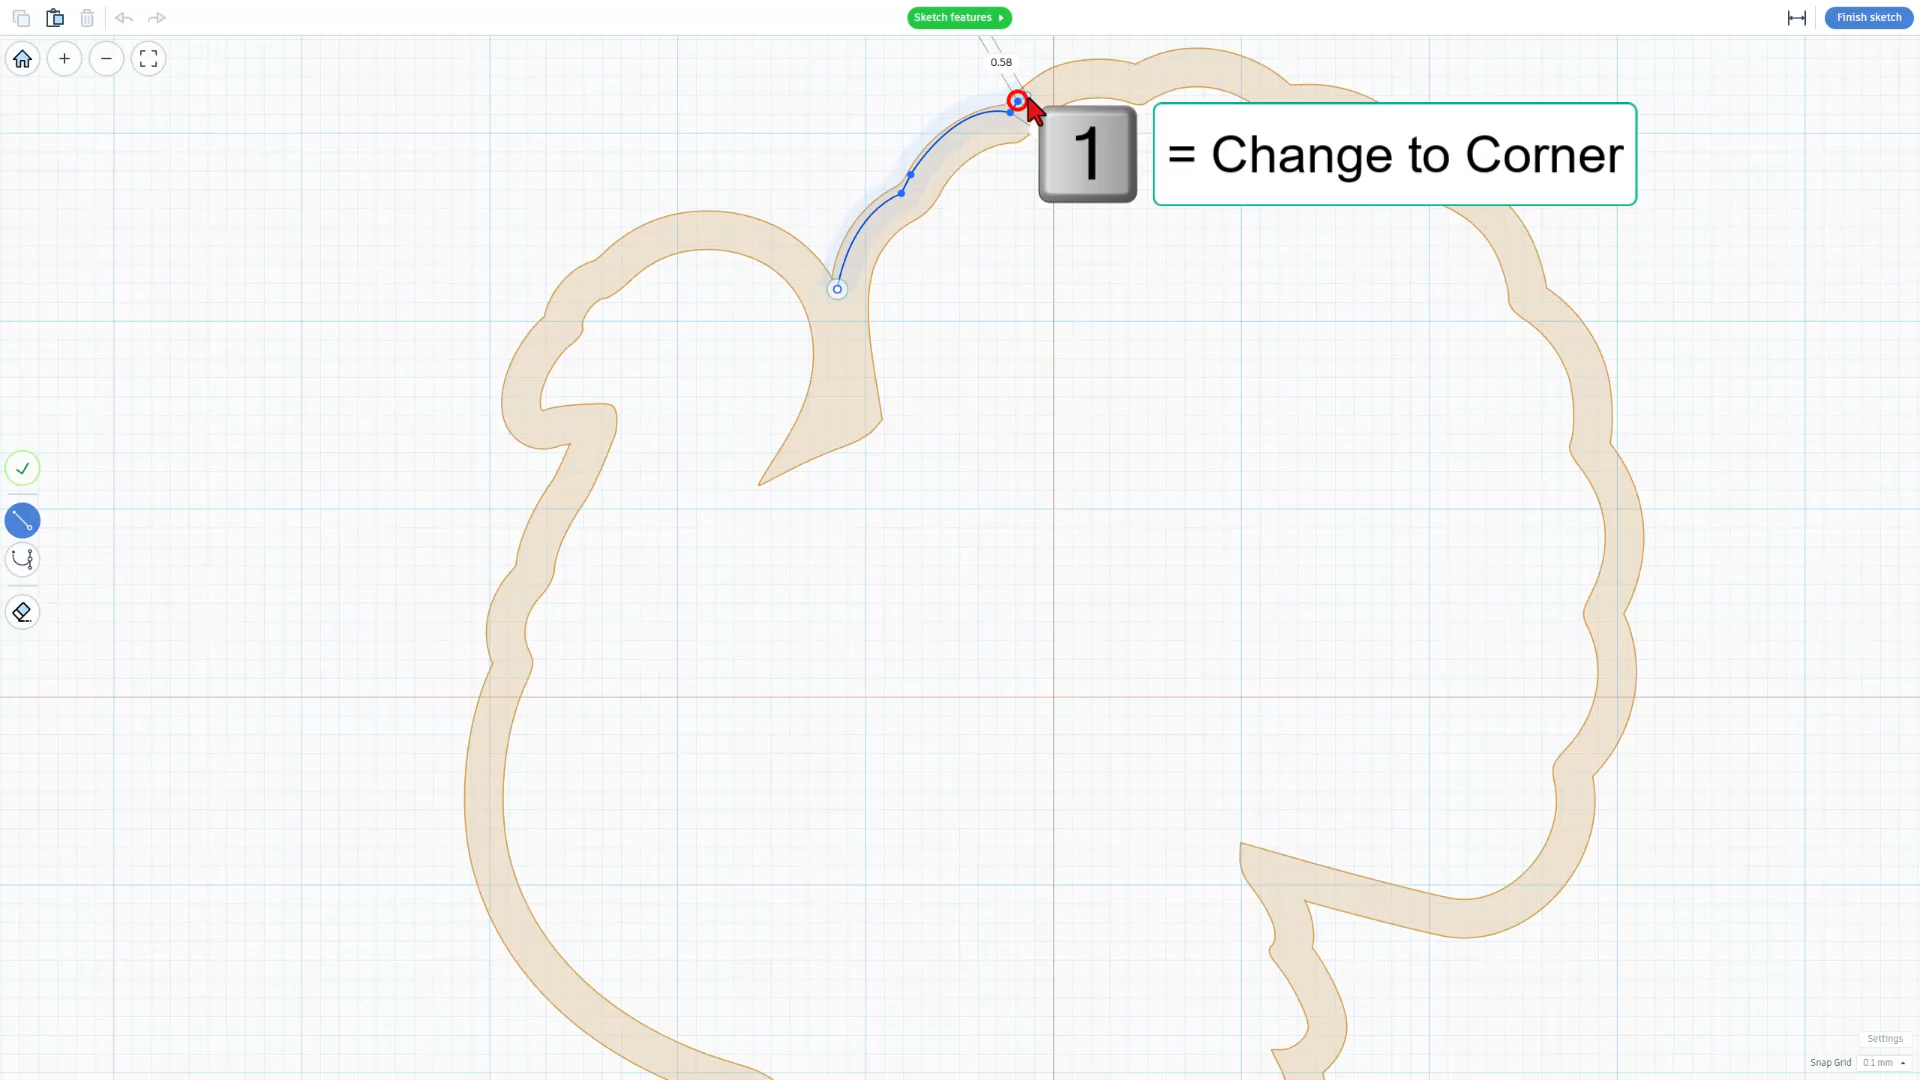 Sketch features
Finish sketch
0.58
1
= Change to Corner
Settings
Snap Grid 0.1 mm